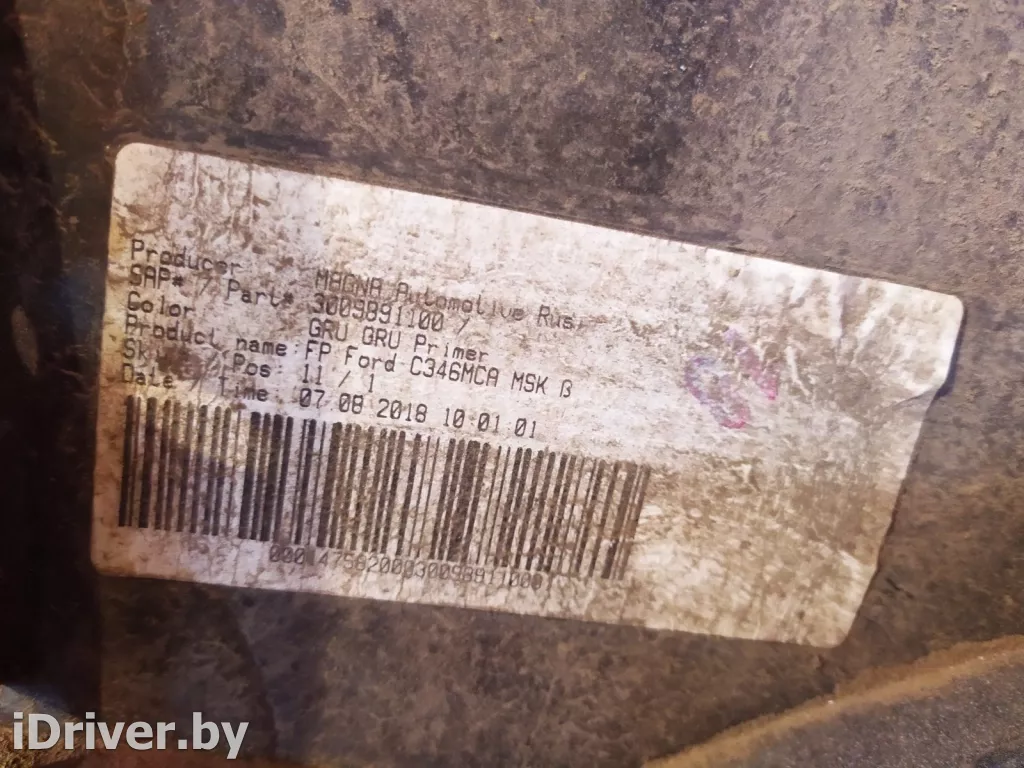 Producer MAGNA Automotive Rus
SAP# / Part# 3009891100 /
Color GRU GRU Primer
Product name: FP Ford C346MCA MSK ß
/ Pos: 11 / 1
Date / Time: 07 08 2018 10:01:01
iDriver.by